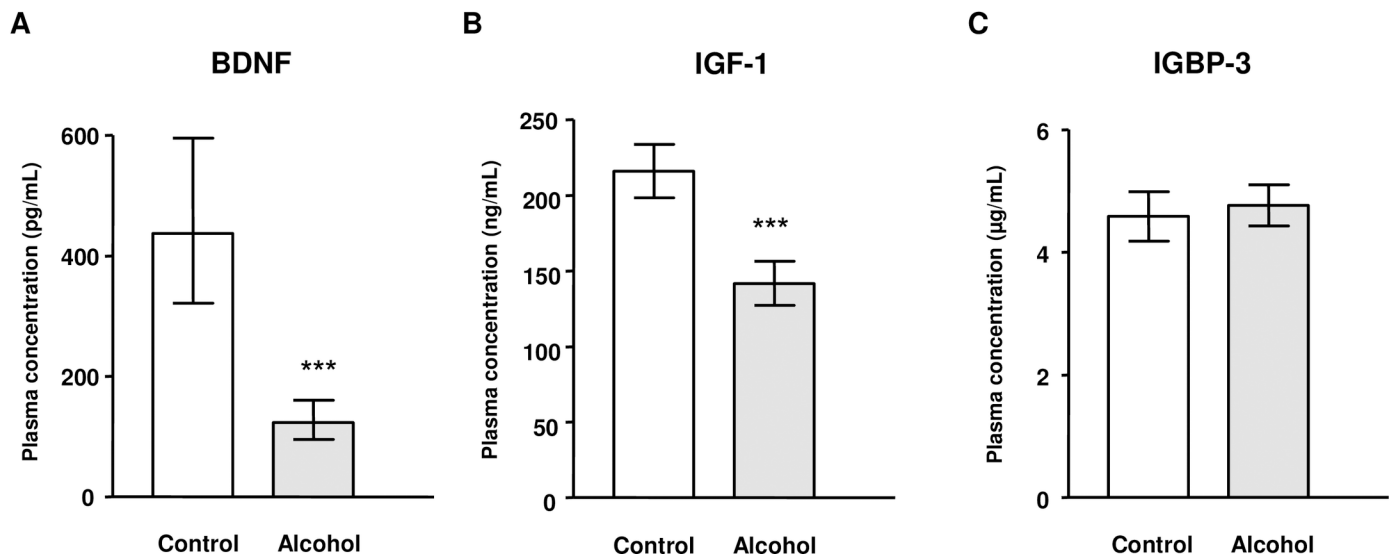 A
BDNF
Plasma concentration (pg/mL)
600
400
200
0
***
Control Alcohol
B
IGF-1
Plasma concentration (ng/mL)
250
200
150
100
50
0
***
Control Alcohol
C
IGBP-3
Plasma concentration (µg/mL)
6
4
2
0
Control Alcohol